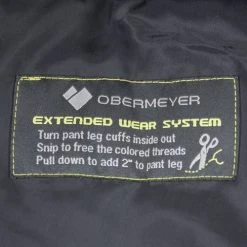 OBERMEYER
EXTENDED WEAR SYSTEM
Turn pant leg cuffs inside out
Snip to free the colored threads
Pull down to add 2" to pant leg